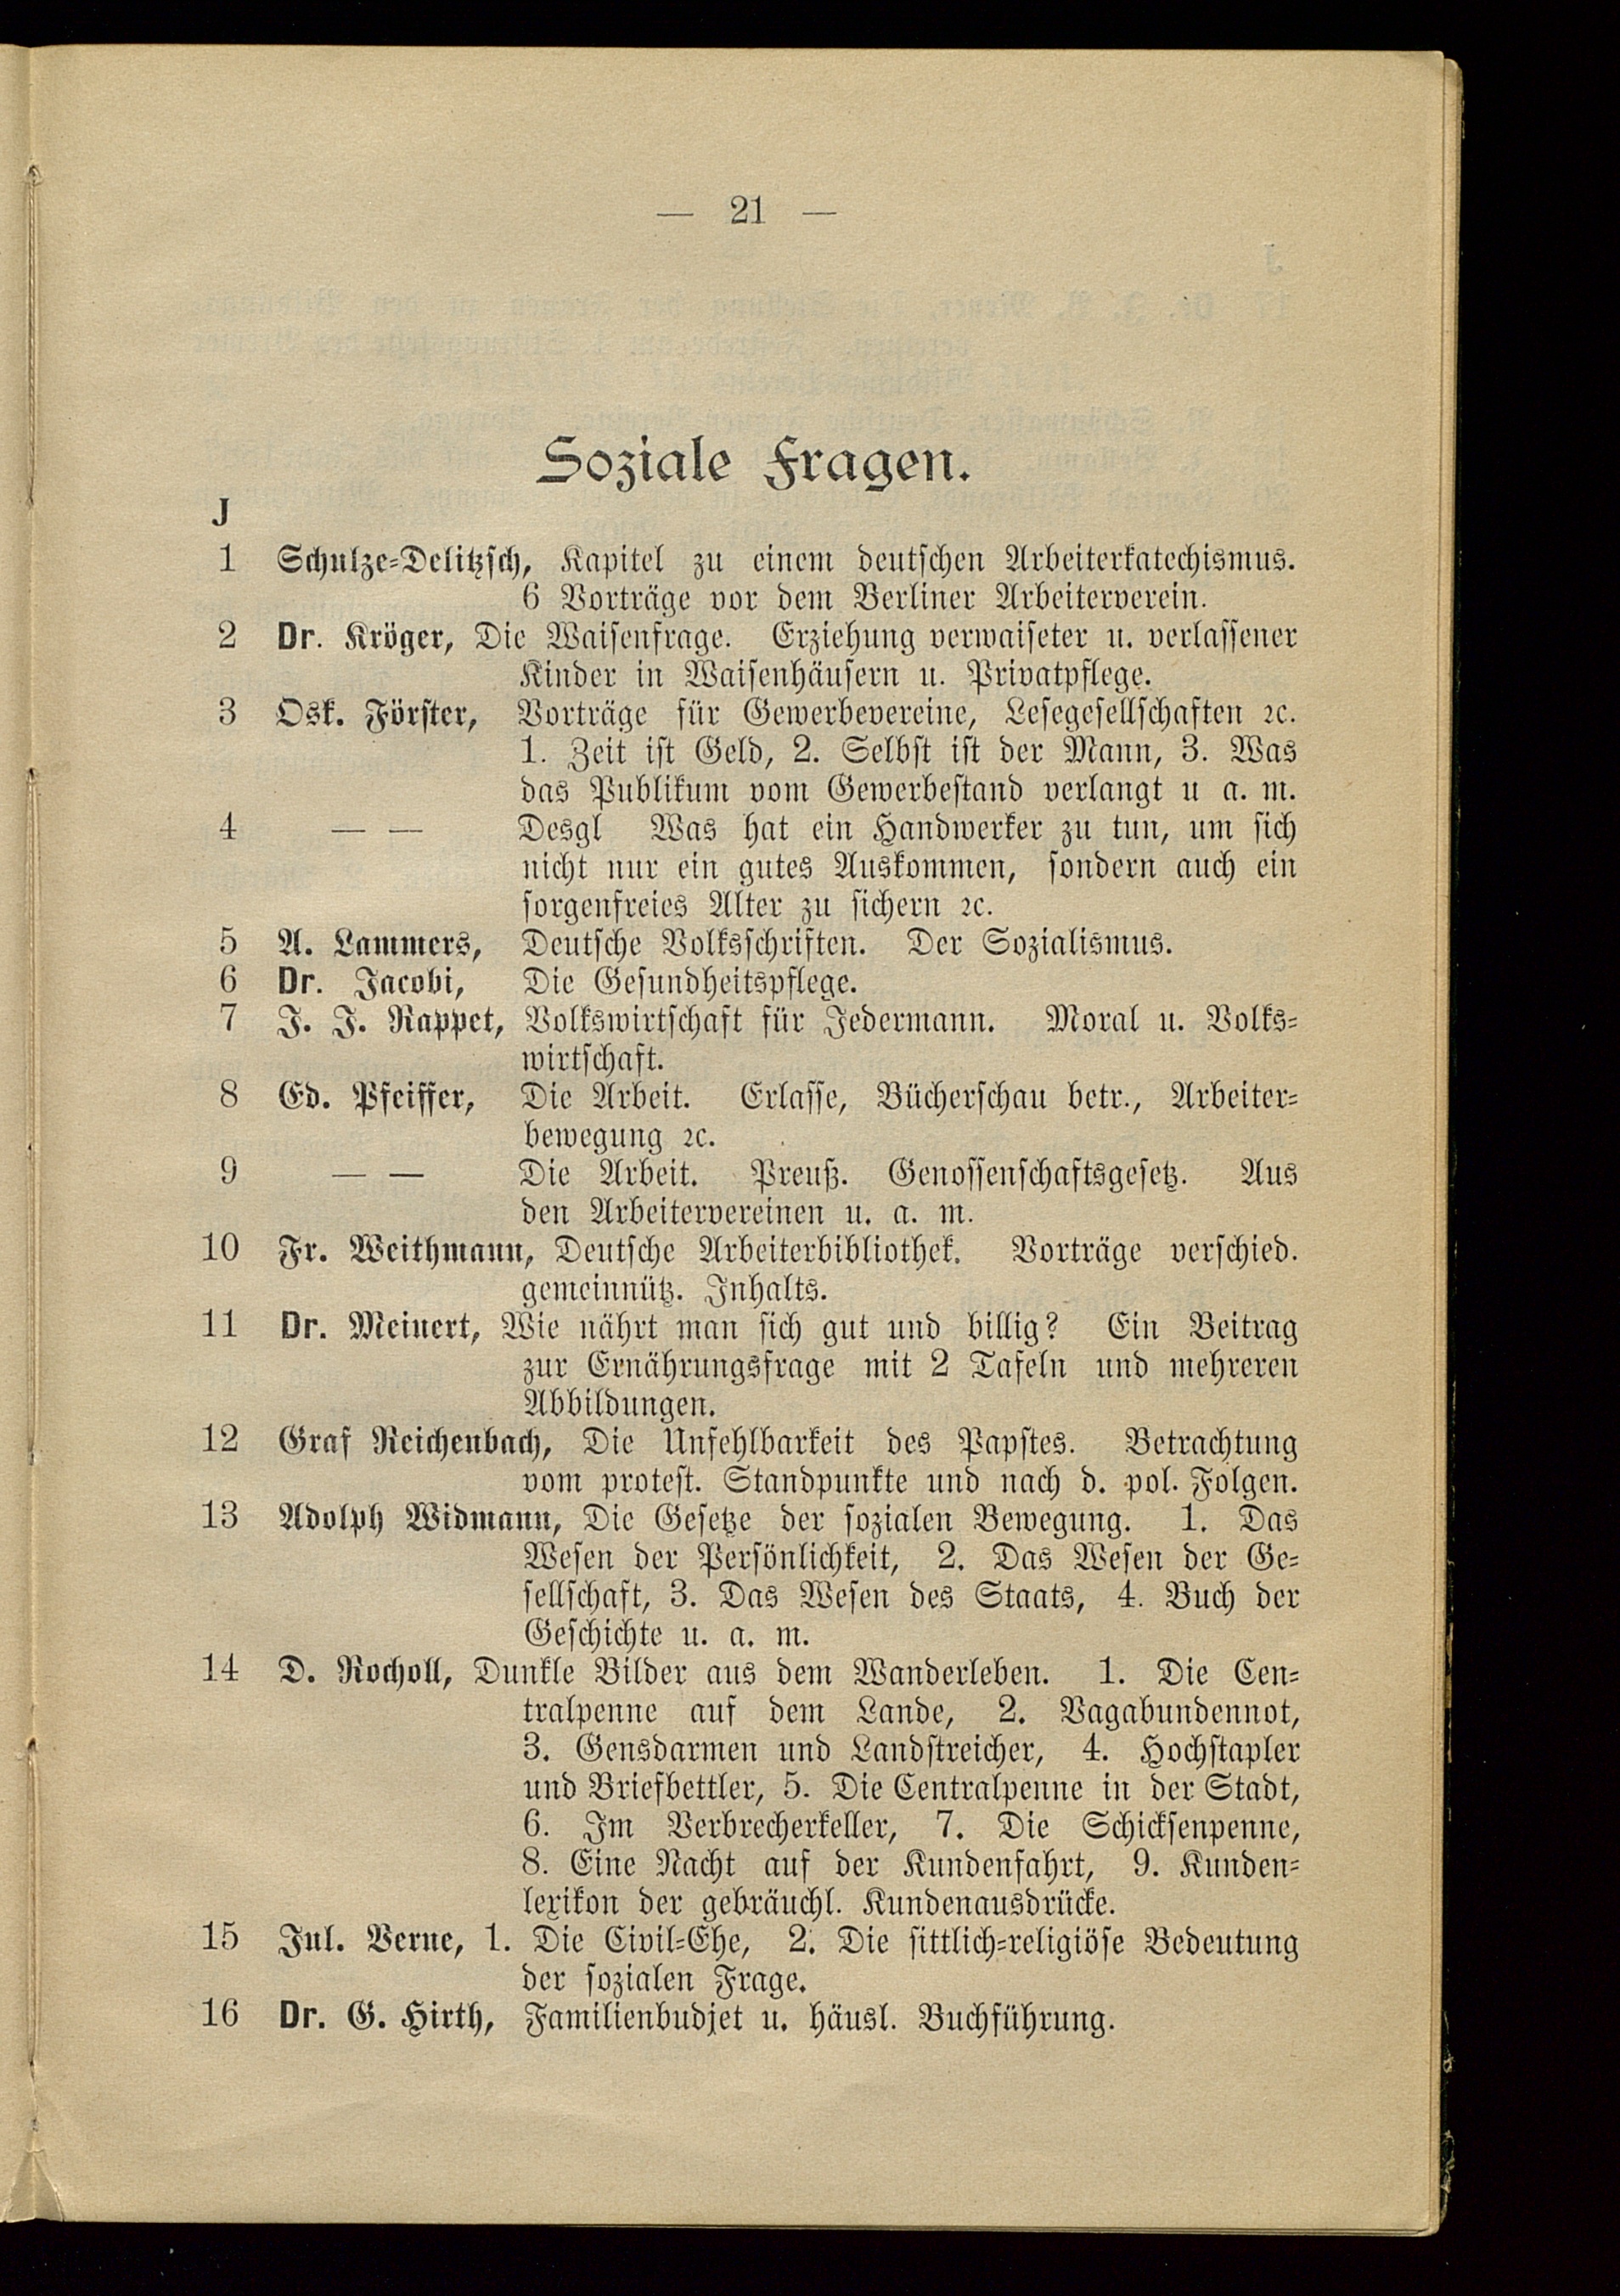 — 21 —
Soziale Fragen.
J
1 Schulze-Delitzsch, Kapitel zu einem deutschen Arbeiterkatechismus.
6 Vorträge vor dem Berliner Arbeiterverein.
2 Dr. Kröger, Die Waisenfrage. Erziehung verwaiseter u. verlassener
Kinder in Waisenhäusern u. Privatpflege.
3 Osk. Förster, Vorträge für Gewerbevereine, Lesegesellschaften ꝛc.
1. Zeit ist Geld, 2. Selbst ist der Mann, 3. Was
das Publikum vom Gewerbestand verlangt u a. m.
4 — — Desgl Was hat ein Handwerker zu tun, um sich
nicht nur ein gutes Auskommen, sondern auch ein
sorgenfreies Alter zu sichern ꝛc.
5 A. Lammers, Deutsche Volksschriften. Der Sozialismus.
6 Dr. Jacobi, Die Gesundheitspflege.
7 J. J. Rappet, Volkswirtschaft für Jedermann. Moral u. Volks-
wirtschaft.
8 Ed. Pfeiffer, Die Arbeit. Erlasse, Bücherschau betr., Arbeiter-
bewegung ꝛc.
9 — — Die Arbeit. Preuß. Genossenschaftsgesetz. Aus
den Arbeitervereinen u. a. m.
10 Fr. Weithmann, Deutsche Arbeiterbibliothek. Vorträge verschied.
gemeinnütz. Inhalts.
11 Dr. Meinert, Wie nährt man sich gut und billig? Ein Beitrag
zur Ernährungsfrage mit 2 Tafeln und mehreren
Abbildungen.
12 Graf Reichenbach, Die Unfehlbarkeit des Papstes. Betrachtung
vom protest. Standpunkte und nach d. pol. Folgen.
13 Adolph Widmann, Die Gesetze der sozialen Bewegung. 1. Das
Wesen der Persönlichkeit, 2. Das Wesen der Ge-
sellschaft, 3. Das Wesen des Staats, 4. Buch der
Geschichte u. a. m.
14 D. Rocholl, Dunkle Bilder aus dem Wanderleben. 1. Die Cen-
tralpenne auf dem Lande, 2. Vagabundennot,
3. Gensdarmen und Landstreicher, 4. Hochstapler
und Briefbettler, 5. Die Centralpenne in der Stadt,
6. Im Verbrecherkeller, 7. Die Schicksenpenne,
8. Eine Nacht auf der Kundenfahrt, 9. Kunden-
lexikon der gebräuchl. Kundenausdrücke.
15 Jul. Verne, 1. Die Civil-Ehe, 2. Die sittlich-religiöse Bedeutung
der sozialen Frage.
16 Dr. G. Hirth, Familienbudjet u. häusl. Buchführung.